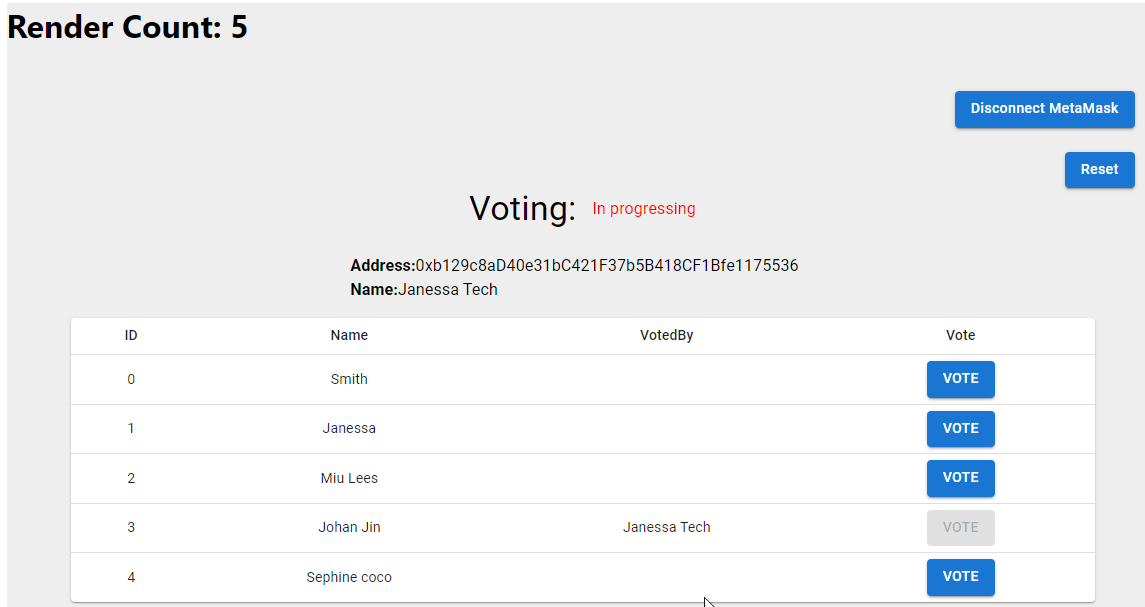 Render Count: 5
Disconnect MetaMask
Reset
Voting: In progressing
Address:0xb129c8aD40e31bC421F37b5B418CF1Bfe1175536
Name:Janessa Tech
ID Name VotedBy Vote
0 Smith VOTE
1 Janessa VOTE
2 Miu Lees VOTE
3 Johan Jin Janessa Tech VOTE
4 Sephine coco VOTE